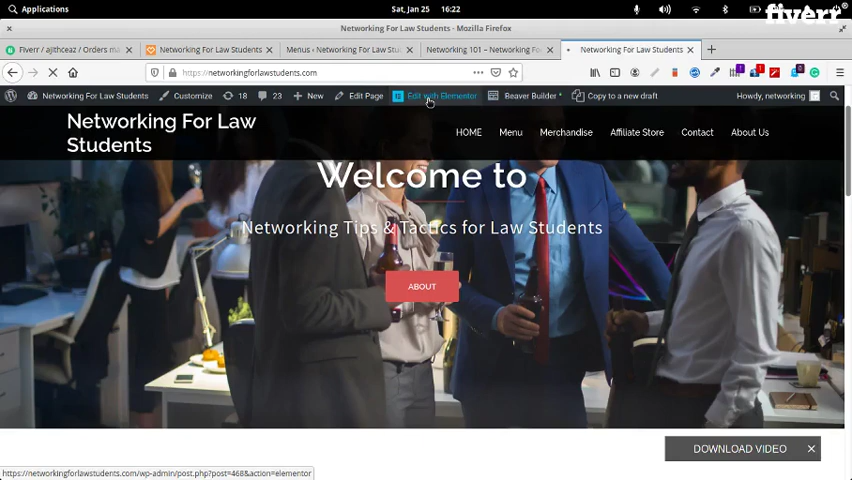 Applications
Sat, Jan 25 16:22
fiverr
Networking For Law Students - Mozilla Firefox
Fiverr / ajithceaz / Orders ma
Networking For Law Students
Menus ‹ Networking For Law Stu
Networking 101 – Networking Fo
Networking For Law Students
https://networkingforlawstudents.com
Networking For Law Students
Customize
18
23
New
Edit Page
Edit with Elementor
Beaver Builder
Copy to a new draft
Howdy, networking
Networking For Law
Students
HOME
Menu
Merchandise
Affiliate Store
Contact
About Us
Welcome to
Networking Tips & Tactics for Law Students
ABOUT
DOWNLOAD VIDEO
https://networkingforlawstudents.com/wp-admin/post.php?post=468&action=elementor